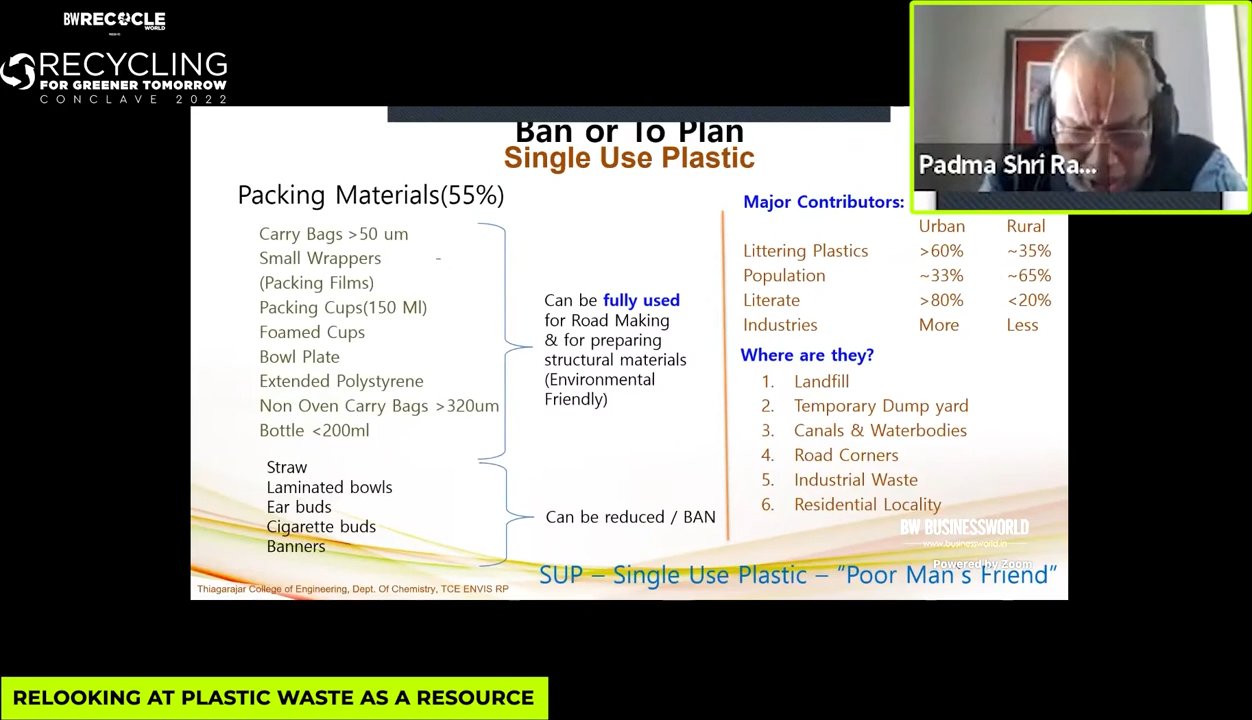 BW RECYCLE
WORLD
RECYCLING
FOR GREENER TOMORROW
CONCLAVE 2022
Padma Shri Ra...
Ban or To Plan
Single Use Plastic
Packing Materials(55%)
Carry Bags >50 um
Small Wrappers -
(Packing Films)
Packing Cups(150 Ml)
Foamed Cups
Bowl Plate
Extended Polystyrene
Non Oven Carry Bags >320um
Bottle <200ml
Straw
Laminated bowls
Ear buds
Cigarette buds
Banners
Can be fully used
for Road Making
& for preparing
structural materials
(Environmental
Friendly)
Can be reduced / BAN
Major Contributors:
Urban Rural
Littering Plastics >60% ~35%
Population ~33% ~65%
Literate >80% <20%
Industries More Less
Where are they?
1. Landfill
2. Temporary Dump yard
3. Canals & Waterbodies
4. Road Corners
5. Industrial Waste
6. Residential Locality
BW BUSINESSWORLD
www.businessworld.in
Powered by Zoom
SUP – Single Use Plastic – “Poor Man's Friend”
Thiagarajar College of Engineering, Dept. Of Chemistry, TCE ENVIS RP
RELOOKING AT PLASTIC WASTE AS A RESOURCE